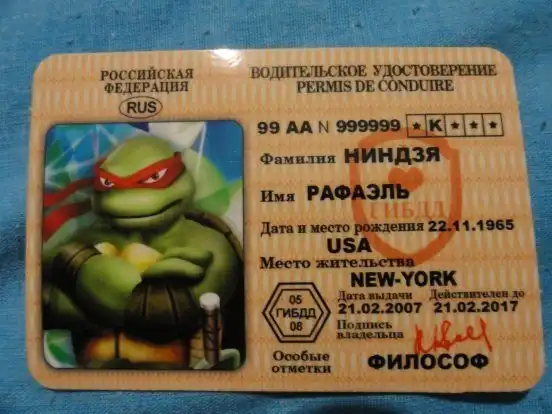 РОССИЙСКАЯ ВОДИТЕЛЬСКОЕ УДОСТОВЕРЕНИЕ
ФЕДЕРАЦИЯ PERMIS DE CONDUIRE
RUS
99 АА N 999999 ★ К ★ ★ ★
Фамилия НИНДЗЯ
Имя РАФАЭЛЬ
ГИБДД
Дата и место рождения 22.11.1965
USA
Место жительства
NEW-YORK
05 Дата выдачи Действителен до
ГИБДД 21.02.2007 21.02.2017
08 Подпись
владельца
Особые ФИЛОСОФ
отметки